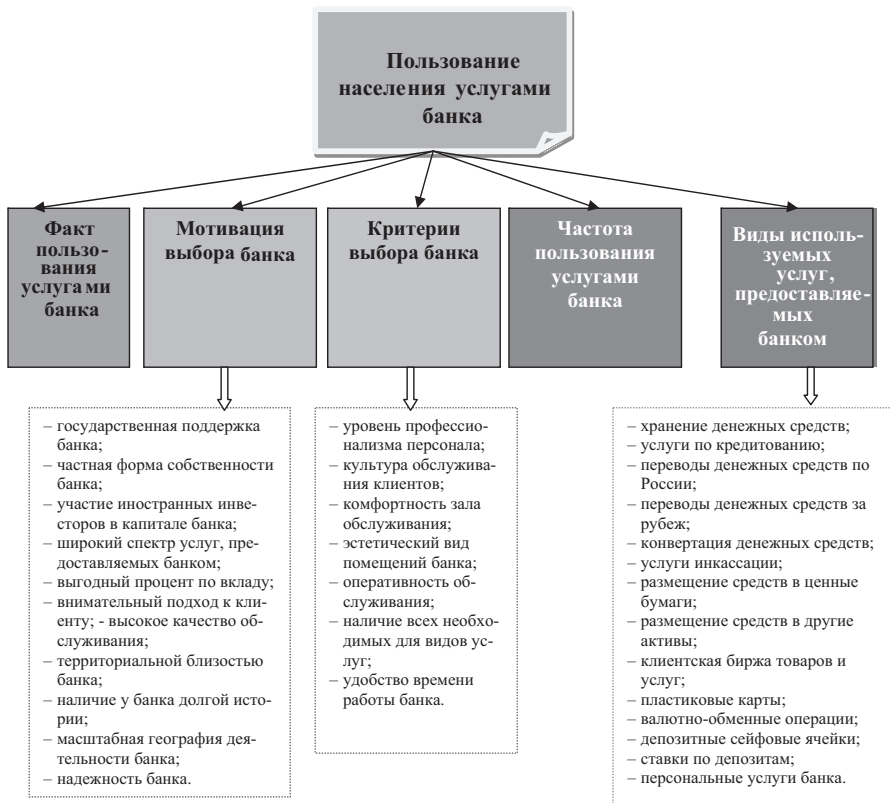 Пользование
населения услугами
банка
Факт
пользо-
вания
услугами
банка
Мотивация
выбора банка
Критерии
выбора банка
Частота
пользования
услугами
банка
Виды исполь-
зуемых
услуг,
предоставляе-
мых
банком
– государственная поддержка
банка;
– частная форма собственности
банка;
– участие иностранных инве-
сторов в капитале банка;
– широкий спектр услуг, пре-
доставляемых банком;
– выгодный процент по вкладу;
– внимательный подход к кли-
енту; - высокое качество об-
служивания;
– территориальной близостью
банка;
– наличие у банка долгой исто-
рии;
– масштабная география дея-
тельности банка;
– надежность банка.
– уровень профессио-
нализма персонала;
– культура обслужива-
ния клиентов;
– комфортность зала
обслуживания;
– эстетический вид
помещений банка;
– оперативность об-
служивания;
– наличие всех необхо-
димых для видов ус-
луг;
– удобство времени
работы банка.
– хранение денежных средств;
– услуги по кредитованию;
– переводы денежных средств по
России;
– переводы денежных средств за
рубеж;
– конвертация денежных средств;
– услуги инкассации;
– размещение средств в ценные
бумаги;
– размещение средств в другие
активы;
– клиентская биржа товаров и
услуг;
– пластиковые карты;
– валютно-обменные операции;
– депозитные сейфовые ячейки;
– ставки по депозитам;
– персональные услуги банка.